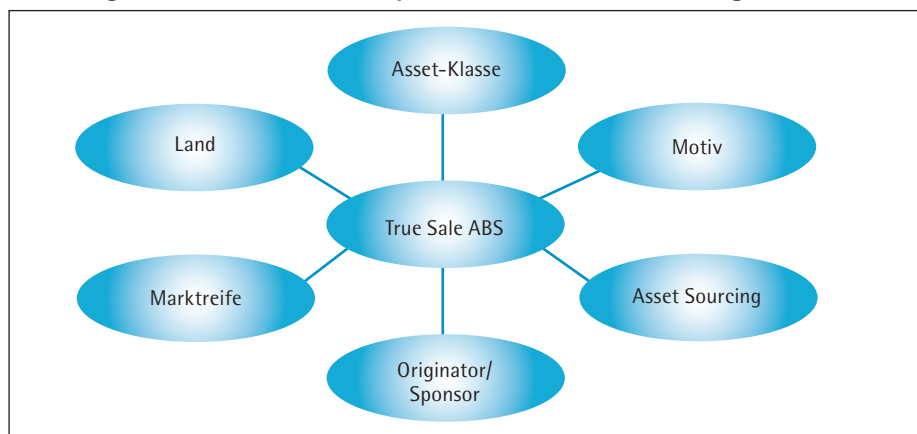 Asset-Klasse
Land
Motiv
True Sale ABS
Marktreife
Asset Sourcing
Originator/
Sponsor